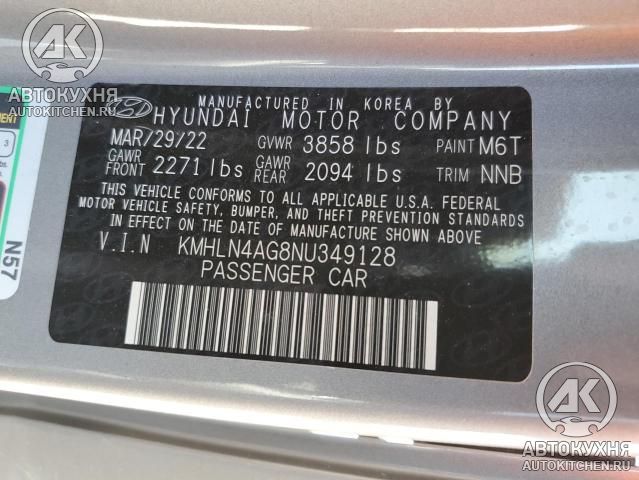 АК
АВТОКУХНЯ
AUTOKITCHEN.RU
3
N57
MANUFACTURED IN KOREA BY
HYUNDAI MOTOR COMPANY
MAR/29/22 GVWR 3858 lbs PAINT M6T
GAWR FRONT 2271 lbs GAWR REAR 2094 lbs TRIM NNB
THIS VEHICLE CONFORMS TO ALL APPLICABLE U.S.A. FEDERAL
MOTOR VEHICLE SAFETY, BUMPER, AND THEFT PREVENTION STANDARDS
IN EFFECT ON THE DATE OF MANUFACTURE SHOWN ABOVE.
V.I.N KMHLN4AG8NU349128
PASSENGER CAR
АК
АВТОКУХНЯ
AUTOKITCHEN.RU